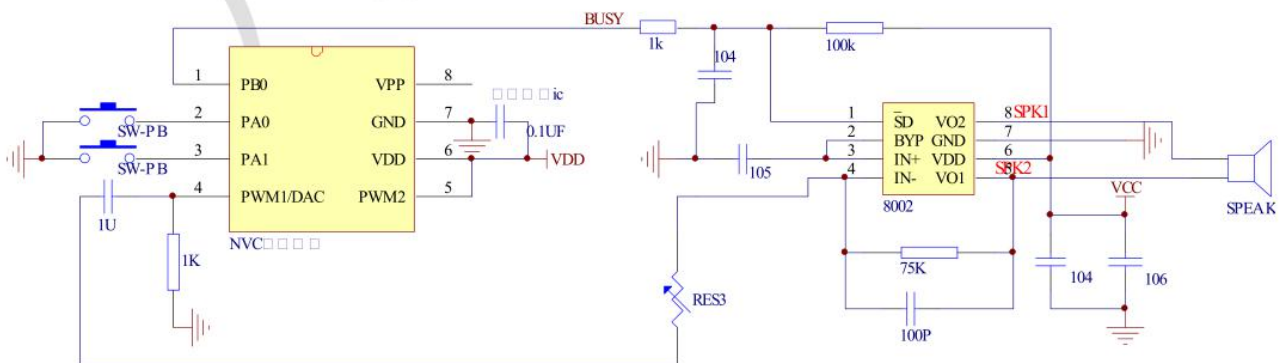 BUSY
1k
104
100k
1 PB0 VPP 8
2 PA0 GND 7
3 PA1 VDD 6
4 PWM1/DAC PWM2 5
SW-PB
SW-PB
□□□□ic
0.1UF
VDD
1U
1K
NVC□□□□
105
1 SD VO2 8 SPK1
2 BYP GND 7
3 IN+ VDD 6
4 IN- VO1 5 SPK2
8002
VCC
SPEAK
75K
100P
104
106
RES3